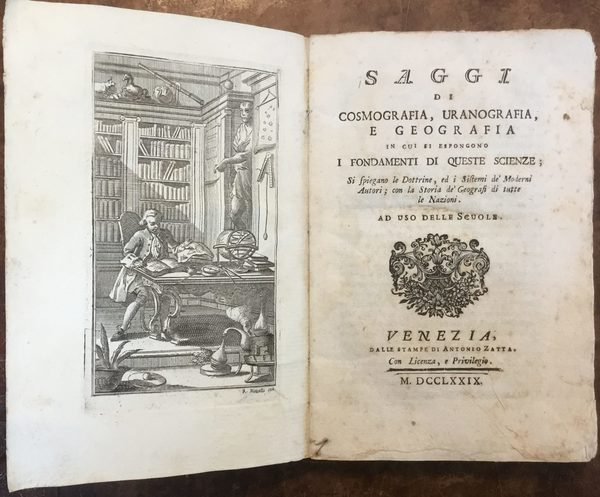 SAGGI
DI
COSMOGRAFIA, URANOGRAFIA,
E GEOGRAFIA
IN CUI SI ESPONGONO
I FONDAMENTI DI QUESTE SCIENZE;
Si spiegano le Dottrine, ed i Sistemi de' Moderni
Autori; con la Storia de' Geografi di tutte
le Nazioni.
AD USO DELLE SCUOLE.
VENEZIA,
DALLE STAMPE DI ANTONIO ZATTA.
Con Licenza, e Privilegio.
M. DCCLXXIX.